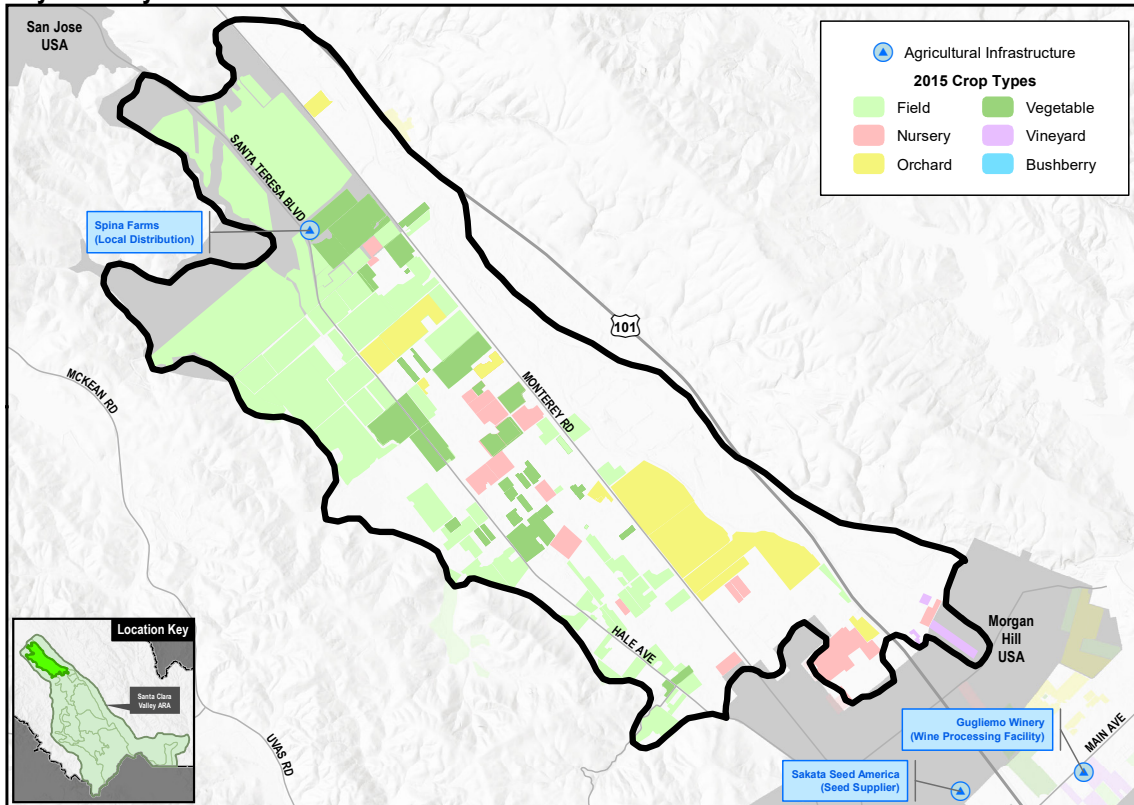 San Jose
USA
Agricultural Infrastructure
2015 Crop Types
Field
Vegetable
Nursery
Vineyard
Orchard
Bushberry
SANTA TERESA BLVD
Spina Farms
(Local Distribution)
101
MCKEAN RD
MONTEREY RD
HALE AVE
Morgan
Hill
USA
Location Key
Santa Clara
Valley ARA
UVAS RD
Gugliemo Winery
(Wine Processing Facility)
MAIN AVE
Sakata Seed America
(Seed Supplier)